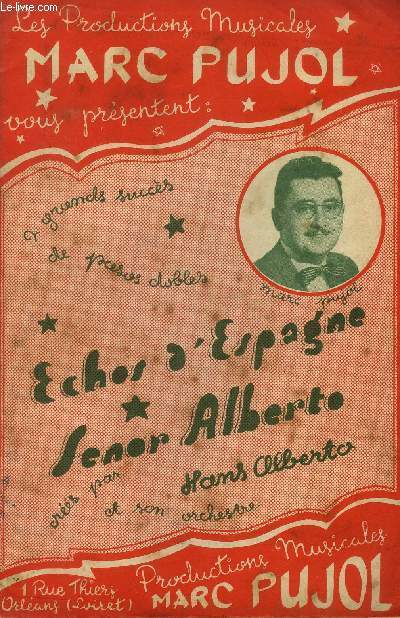 © Le-livre.com
Les Productions Musicales
MARC PUJOL
vous présentent :
2 grands succès
de pasos dobles
marc pujol
Echos d'Espagne
Senor Alberto
créés par Hans Alberto
et son orchestre
1 Rue Thiers
Orléans (Loiret)
Productions Musicales
MARC PUJOL